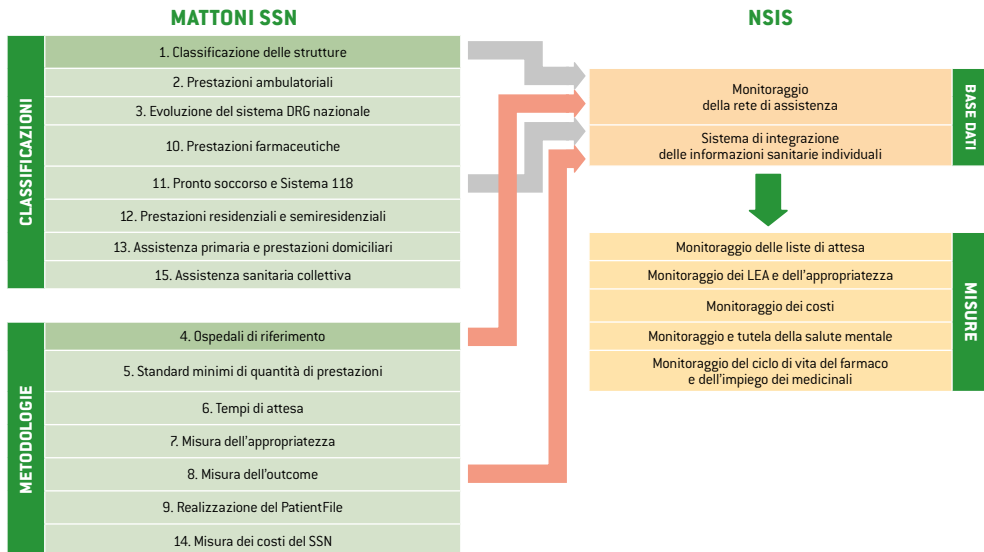 MATTONI SSN
CLASSIFICAZIONI
1. Classificazione delle strutture
2. Prestazioni ambulatoriali
3. Evoluzione del sistema DRG nazionale
10. Prestazioni farmaceutiche
11. Pronto soccorso e Sistema 118
12. Prestazioni residenziali e semiresidenziali
13. Assistenza primaria e prestazioni domiciliari
15. Assistenza sanitaria collettiva
METODOLOGIE
4. Ospedali di riferimento
5. Standard minimi di quantità di prestazioni
6. Tempi di attesa
7. Misura dell'appropriatezza
8. Misura dell'outcome
9. Realizzazione del PatientFile
14. Misura dei costi del SSN
NSIS
Monitoraggio
della rete di assistenza
Sistema di integrazione
delle informazioni sanitarie individuali
BASE DATI
Monitoraggio delle liste di attesa
Monitoraggio dei LEA e dell'appropriatezza
Monitoraggio dei costi
Monitoraggio e tutela della salute mentale
Monitoraggio del ciclo di vita del farmaco
e dell'impiego dei medicinali
MISURE